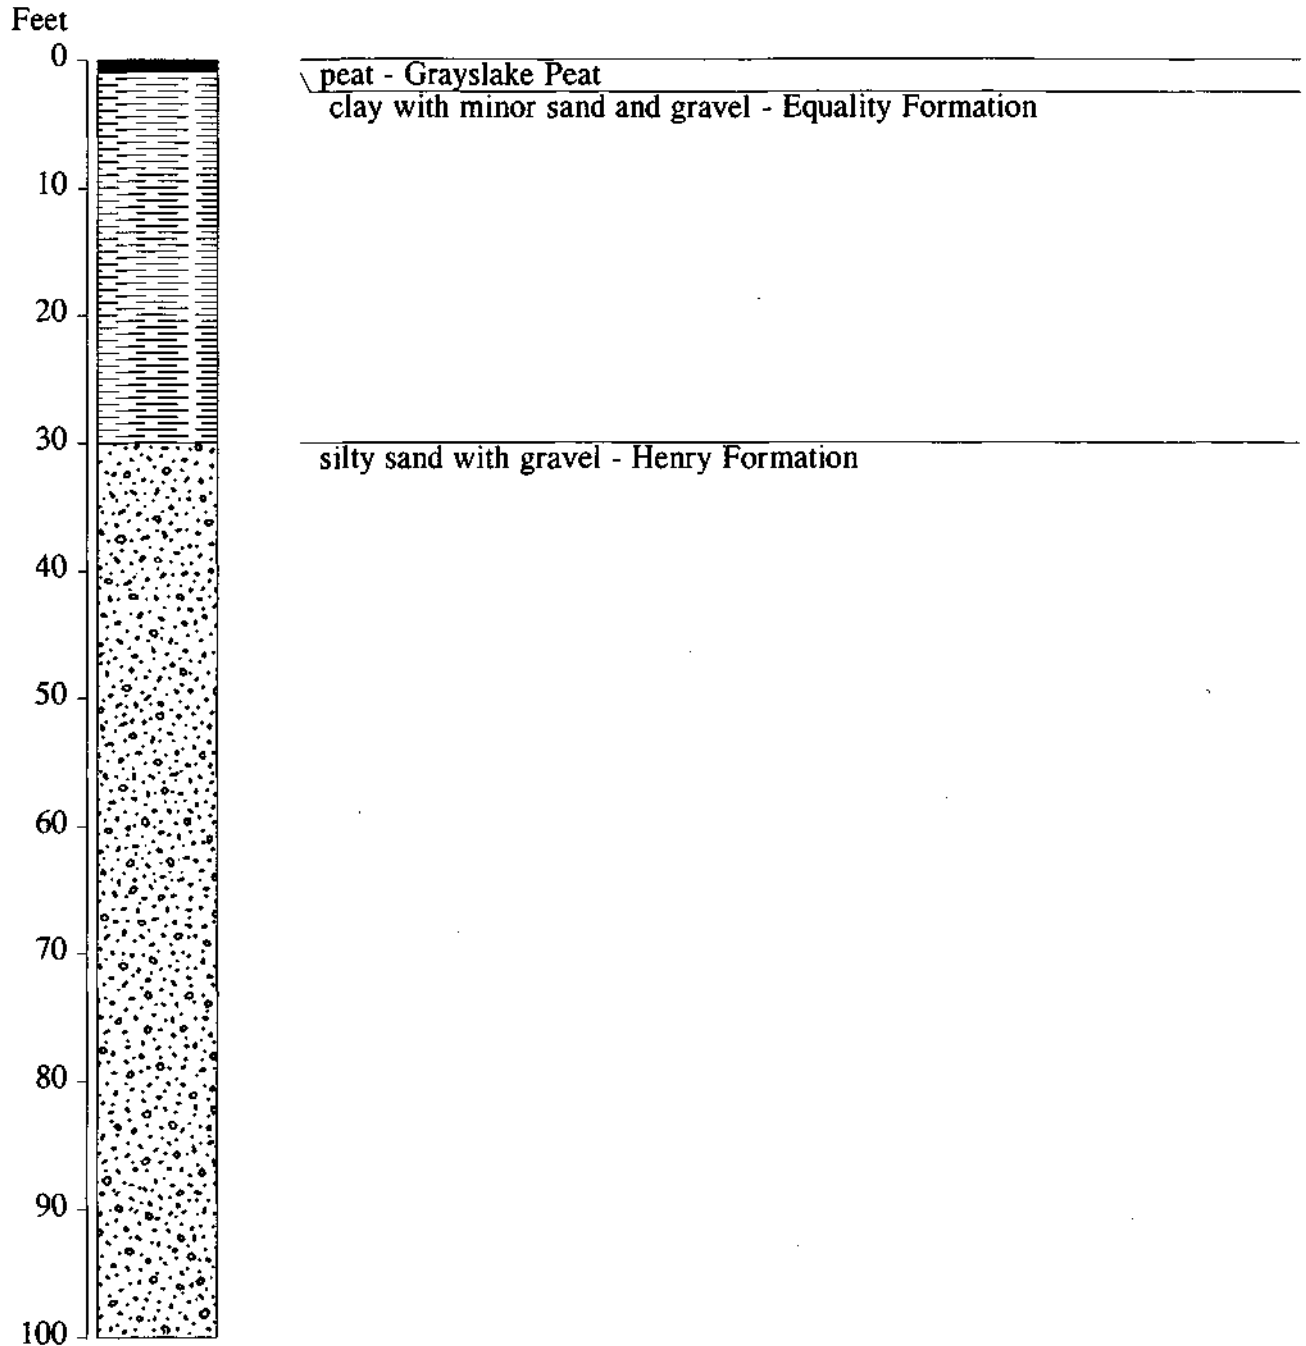 Feet
0
peat - Grayslake Peat
clay with minor sand and gravel - Equality Formation
10
20
30
silty sand with gravel - Henry Formation
40
50
60
70
80
90
100